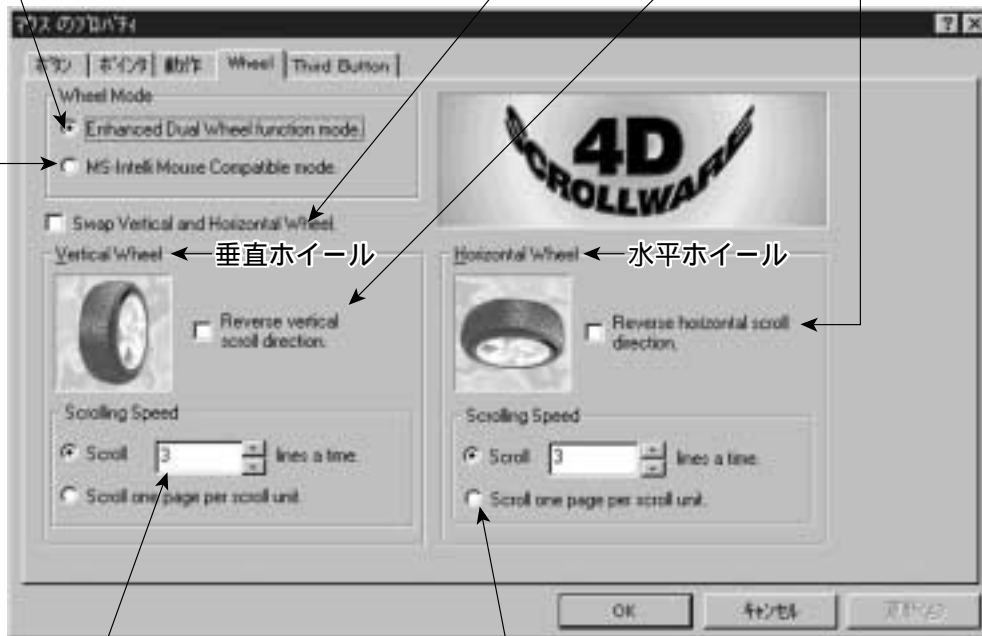 マウス のプロパティ
ボタン ポインタ 動作 Wheel Third Button
Wheel Mode
Enhanced Dual Wheel function mode.
MS-Intelli Mouse Compatible mode.
4D
SCROLLWARE
Swap Vertical and Horizontal Wheel.
Vertical Wheel 垂直ホイール
Reverse vertical
scroll direction.
Scrolling Speed
Scroll 3 lines a time.
Scroll one page per scroll unit.
Horizontal Wheel 水平ホイール
Reverse horizontal scroll
direction.
Scrolling Speed
Scroll 3 lines a time.
Scroll one page per scroll unit.
OK キャンセル